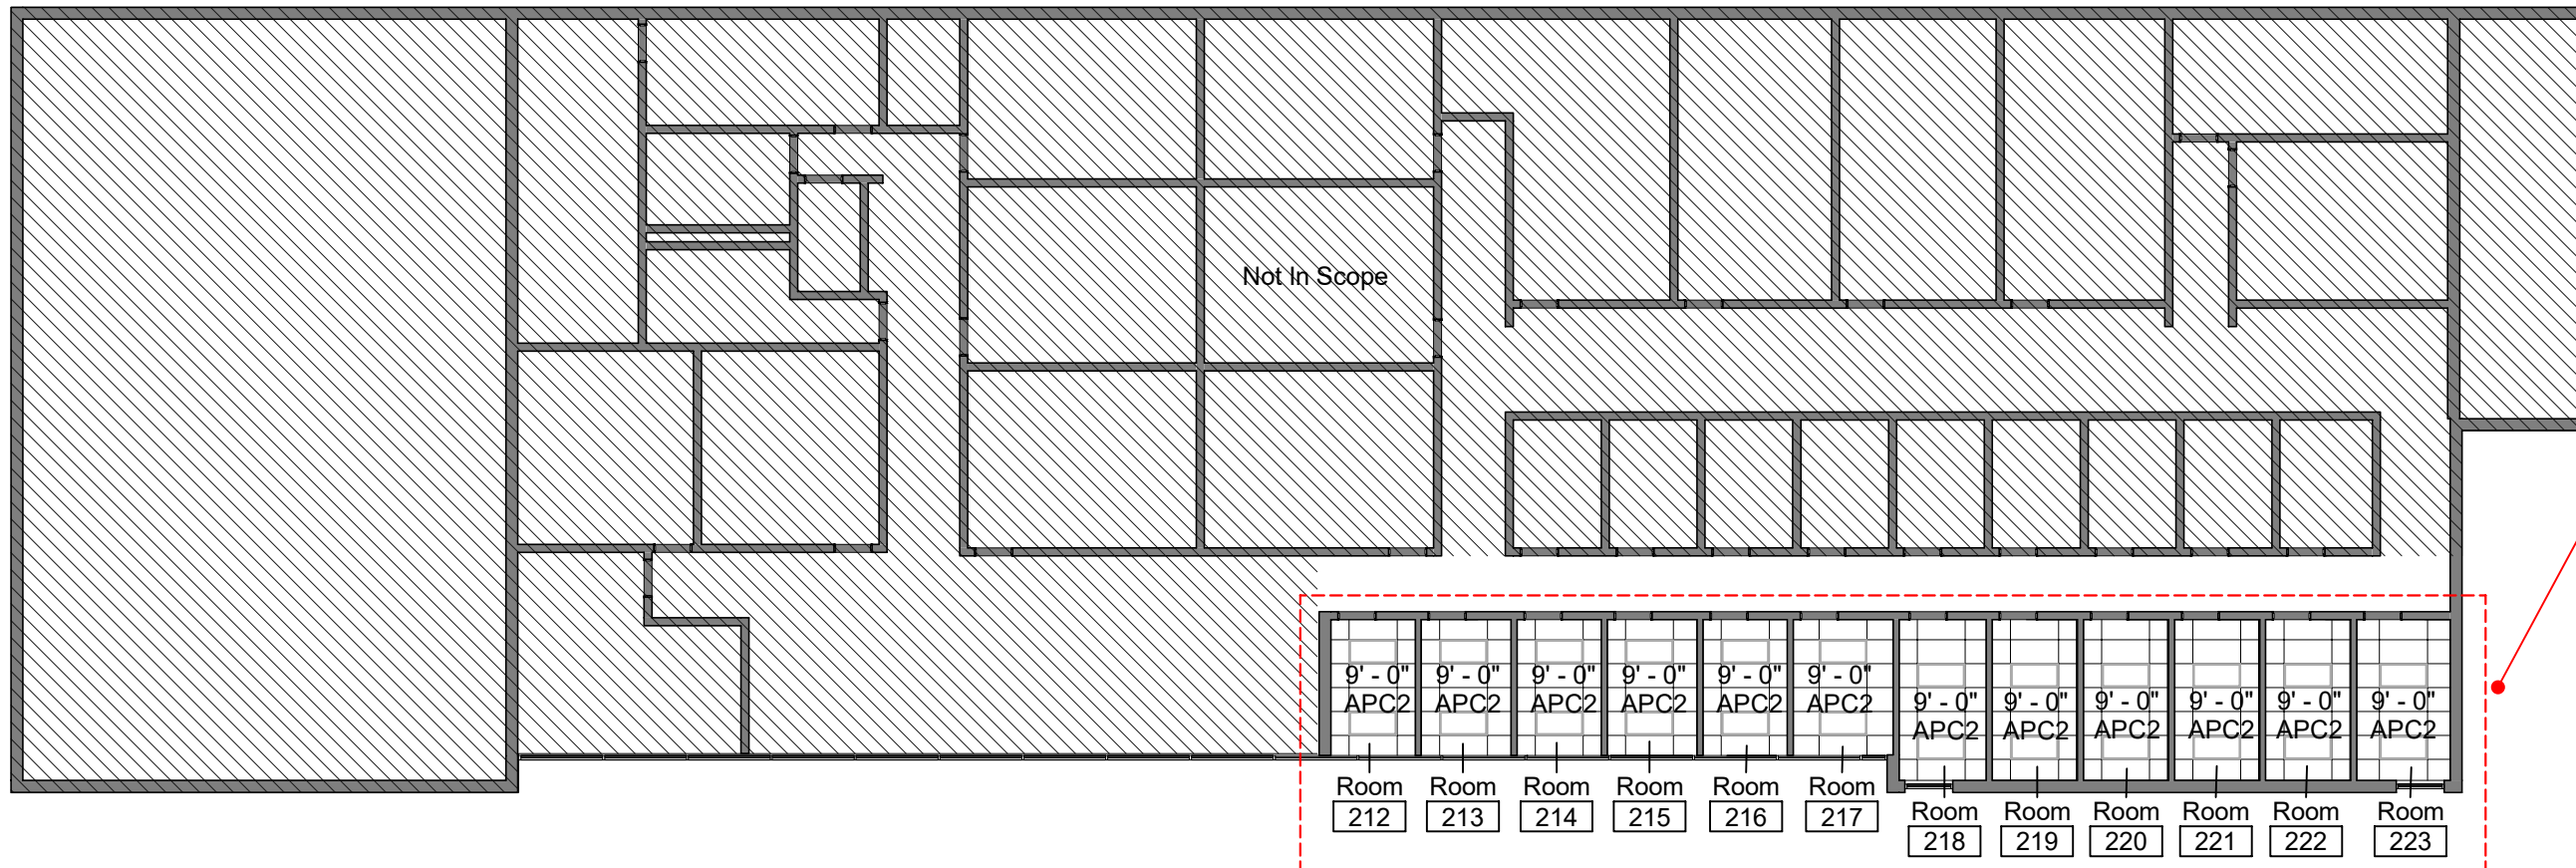 Not In Scope
9' - 0"
APC2
9' - 0"
APC2
9' - 0"
APC2
9' - 0"
APC2
9' - 0"
APC2
9' - 0"
APC2
9' - 0"
APC2
9' - 0"
APC2
9' - 0"
APC2
9' - 0"
APC2
9' - 0"
APC2
9' - 0"
APC2
Room
212
Room
213
Room
214
Room
215
Room
216
Room
217
Room
218
Room
219
Room
220
Room
221
Room
222
Room
223